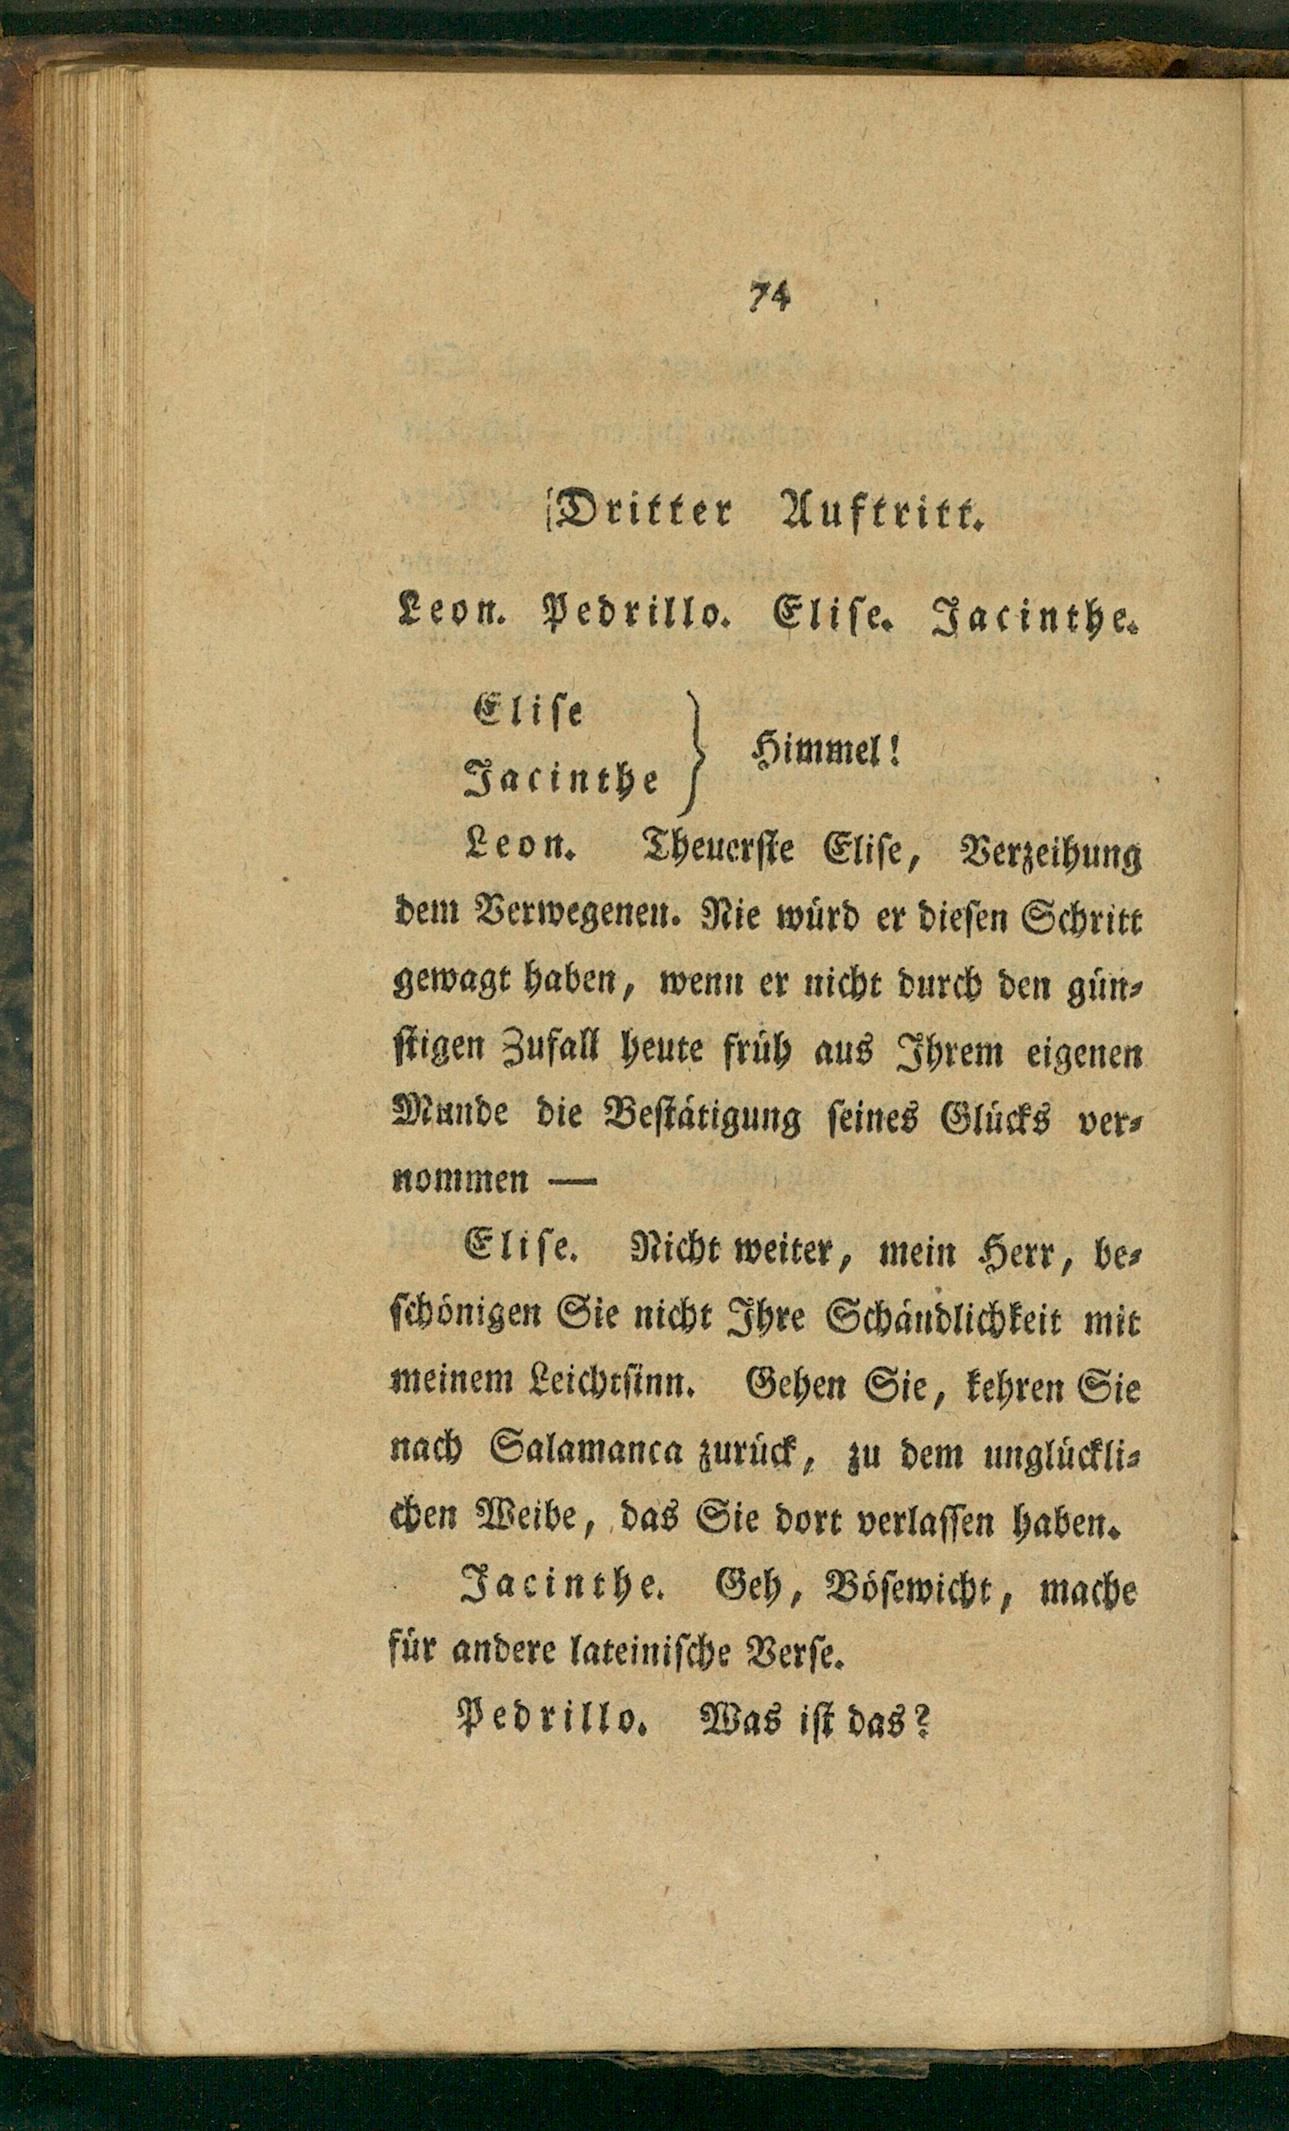 74
Dritter Auftritt.
Leon. Pedrillo. Elise. Jacinthe.
Elise
Jacinthe } Himmel!
Leon. Theuerste Elise, Verzeihung
dem Verwegenen. Nie würd er diesen Schritt
gewagt haben, wenn er nicht durch den gün-
stigen Zufall heute früh aus Ihrem eigenen
Munde die Bestätigung seines Glücks ver-
nommen —
Elise. Nicht weiter, mein Herr, be-
schönigen Sie nicht Ihre Schändlichkeit mit
meinem Leichtsinn. Gehen Sie, kehren Sie
nach Salamanca zurück, zu dem unglückli-
chen Weibe, das Sie dort verlassen haben.
Jacinthe. Geh, Bösewicht, mache
für andere lateinische Verse.
Pedrillo. Was ist das?